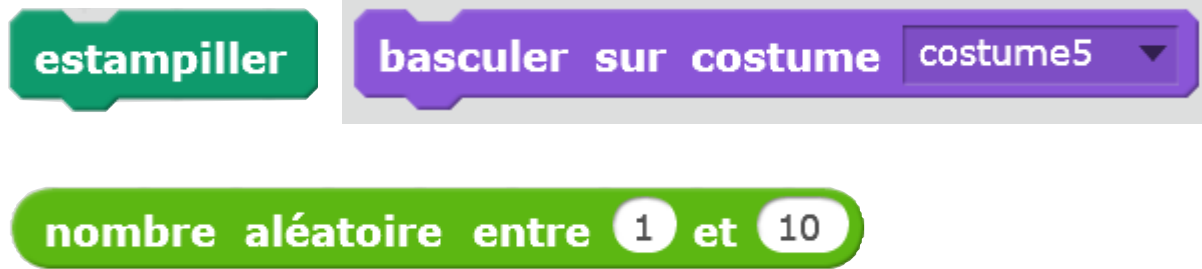 estampiller basculer sur costume costume5
nombre aléatoire entre 1 et 10